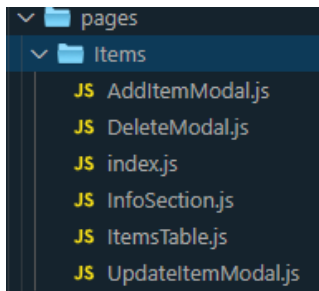 pages
Items
JS AddItemModal.js
JS DeleteModal.js
JS index.js
JS InfoSection.js
JS ItemsTable.js
JS UpdateItemModal.js